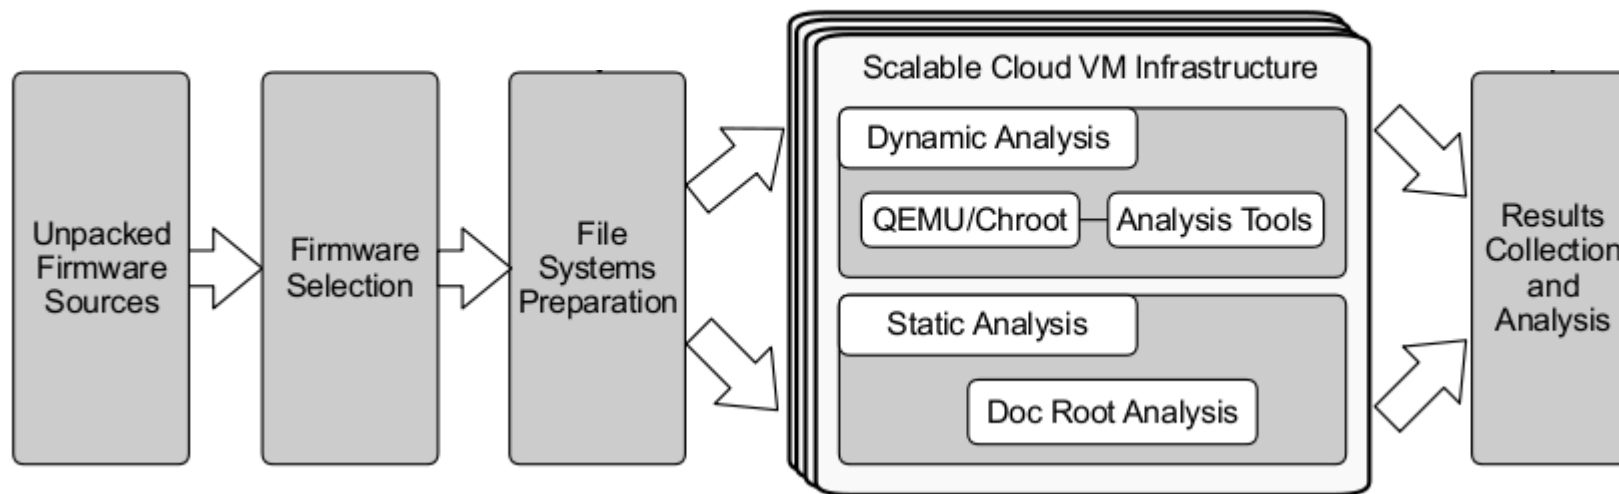 Unpacked
Firmware
Sources
Firmware
Selection
File
Systems
Preparation
Scalable Cloud VM Infrastructure
Dynamic Analysis
QEMU/Chroot
Analysis Tools
Static Analysis
Doc Root Analysis
Results
Collection
and
Analysis